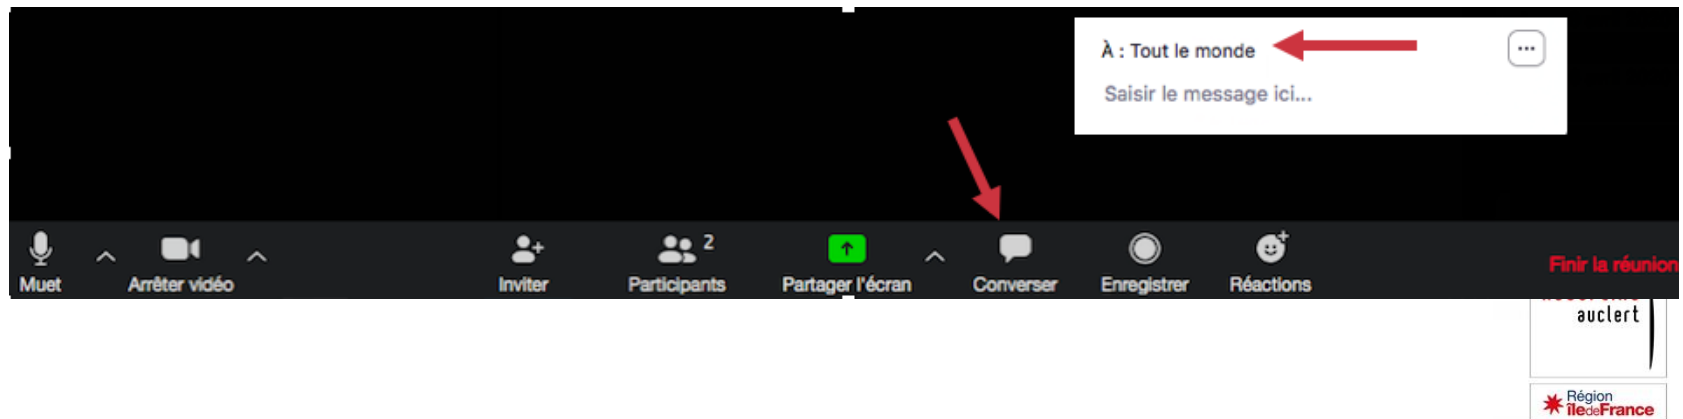 À : Tout le monde
...
Saisir le message ici...
2
Muet
Arrêter vidéo
Inviter
Participants
Partager l'écran
Converser
Enregistrer
Réactions
Finir la réunion
auclert
Région
îledeFrance